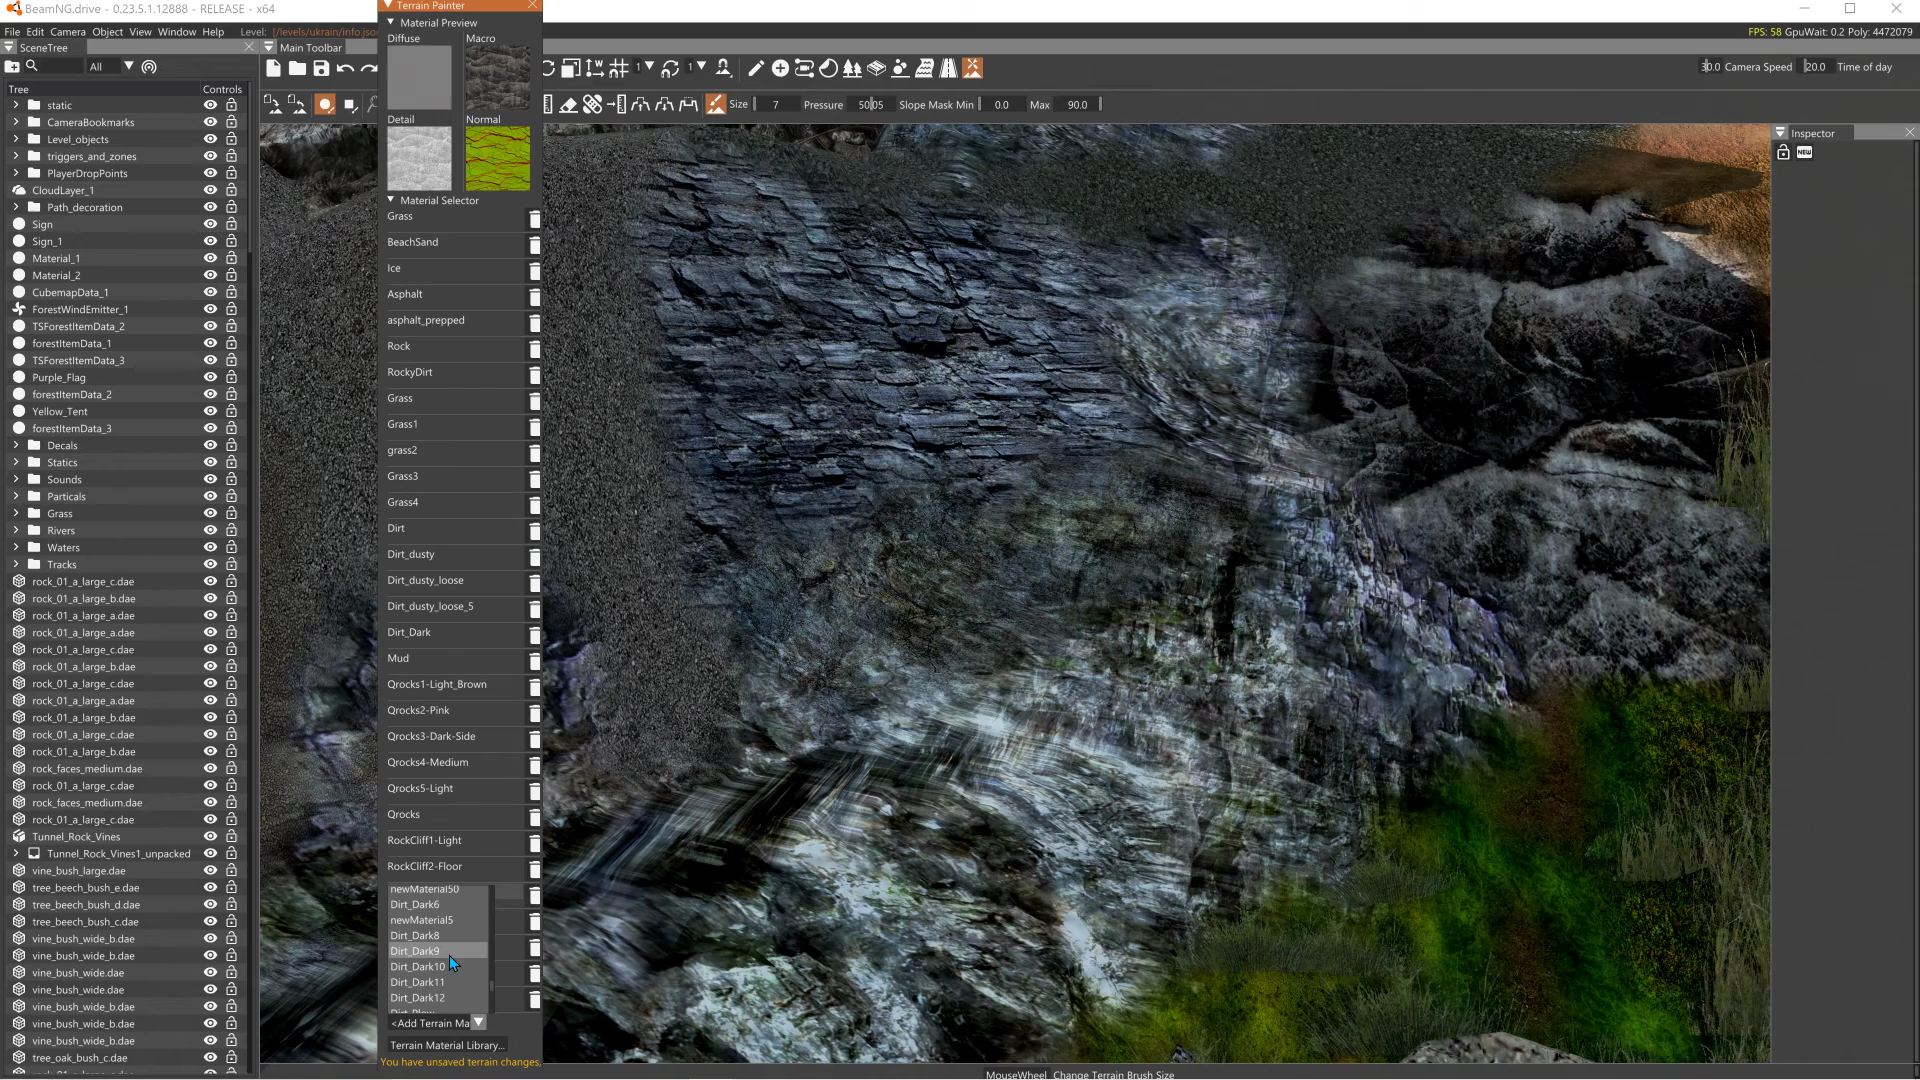 BeamNG.drive - 0.23.5.1.12888 - RELEASE - x64
File Edit Camera Object View Window Help Level: [/levels/ukrain/info.json
FPS: 58 GpuWait: 0.2 Poly: 4472079
SceneTree
Main Toolbar
All
30.0 Camera Speed 20.0 Time of day
Size 7 Pressure 50.05 Slope Mask Min 0.0 Max 90.0
Tree Controls
static
CameraBookmarks
Level_objects
triggers_and_zones
PlayerDropPoints
CloudLayer_1
Path_decoration
Sign
Sign_1
Material_1
Material_2
CubemapData_1
ForestWindEmitter_1
TSForestItemData_2
forestItemData_1
TSForestItemData_3
Purple_Flag
forestItemData_2
Yellow_Tent
forestItemData_3
Decals
Statics
Sounds
Particals
Grass
Rivers
Waters
Tracks
rock_01_a_large_c.dae
rock_01_a_large_b.dae
rock_01_a_large_a.dae
rock_01_a_large_a.dae
rock_01_a_large_c.dae
rock_01_a_large_b.dae
rock_01_a_large_c.dae
rock_01_a_large_a.dae
rock_01_a_large_b.dae
rock_01_a_large_c.dae
rock_01_a_large_b.dae
rock_faces_medium.dae
rock_01_a_large_c.dae
rock_faces_medium.dae
rock_01_a_large_c.dae
Tunnel_Rock_Vines
Tunnel_Rock_Vines1_unpacked
vine_bush_large.dae
tree_beech_bush_e.dae
tree_beech_bush_d.dae
tree_beech_bush_c.dae
vine_bush_wide_b.dae
vine_bush_wide_b.dae
vine_bush_wide.dae
vine_bush_wide.dae
vine_bush_wide_b.dae
vine_bush_wide_b.dae
vine_bush_wide_b.dae
tree_oak_bush_c.dae
Terrain Painter
Material Preview
Diffuse Macro
Detail Normal
Material Selector
Grass
BeachSand
Ice
Asphalt
asphalt_prepped
Rock
RockyDirt
Grass
Grass1
grass2
Grass3
Grass4
Dirt
Dirt_dusty
Dirt_dusty_loose
Dirt_dusty_loose_5
Dirt_Dark
Mud
Qrocks1-Light_Brown
Qrocks2-Pink
Qrocks3-Dark-Side
Qrocks4-Medium
Qrocks5-Light
Qrocks
RockCliff1-Light
RockCliff2-Floor
newMaterial50
Dirt_Dark6
newMaterial5
Dirt_Dark8
Dirt_Dark9
Dirt_Dark10
Dirt_Dark11
Dirt_Dark12
<Add Terrain Ma
Terrain Material Library...
You have unsaved terrain changes,
Inspector
NEW
MouseWheel Change Terrain Brush Size